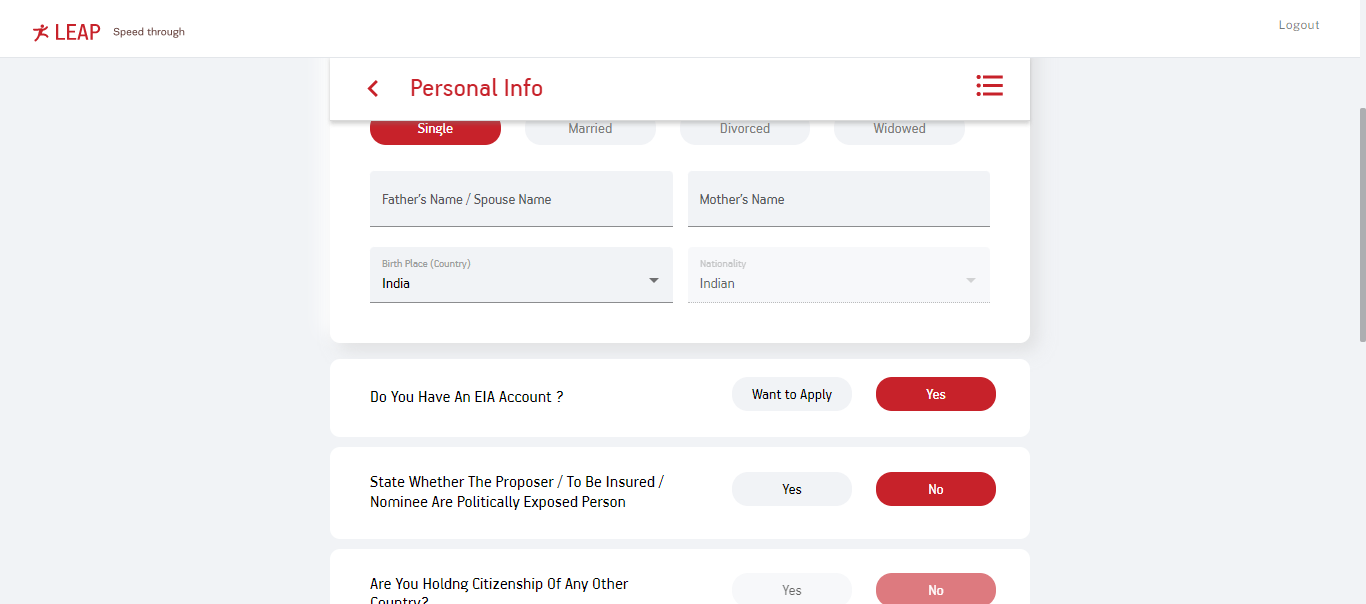 LEAP Speed through
Logout
Personal Info
Single Married Divorced Widowed
Father's Name / Spouse Name Mother's Name
Birth Place (Country) Nationality
India Indian
Do You Have An EIA Account ? Want to Apply Yes
State Whether The Proposer / To Be Insured /
Nominee Are Politically Exposed Person
Yes No
Are You Holdng Citizenship Of Any Other
Country?
Yes No